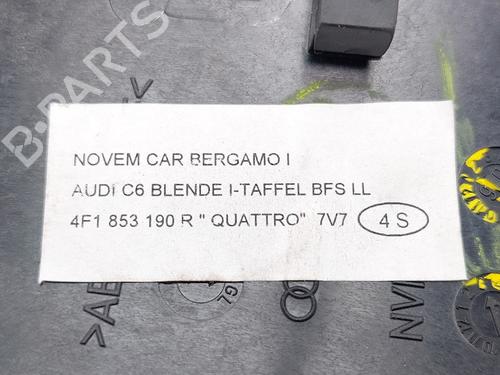 B-PARTS
NOVEM CAR BERGAMO I
AUDI C6 BLENDE I-TAFFEL BFS LL
4F1 853 190 R " QUATTRO" 7V7 4 S